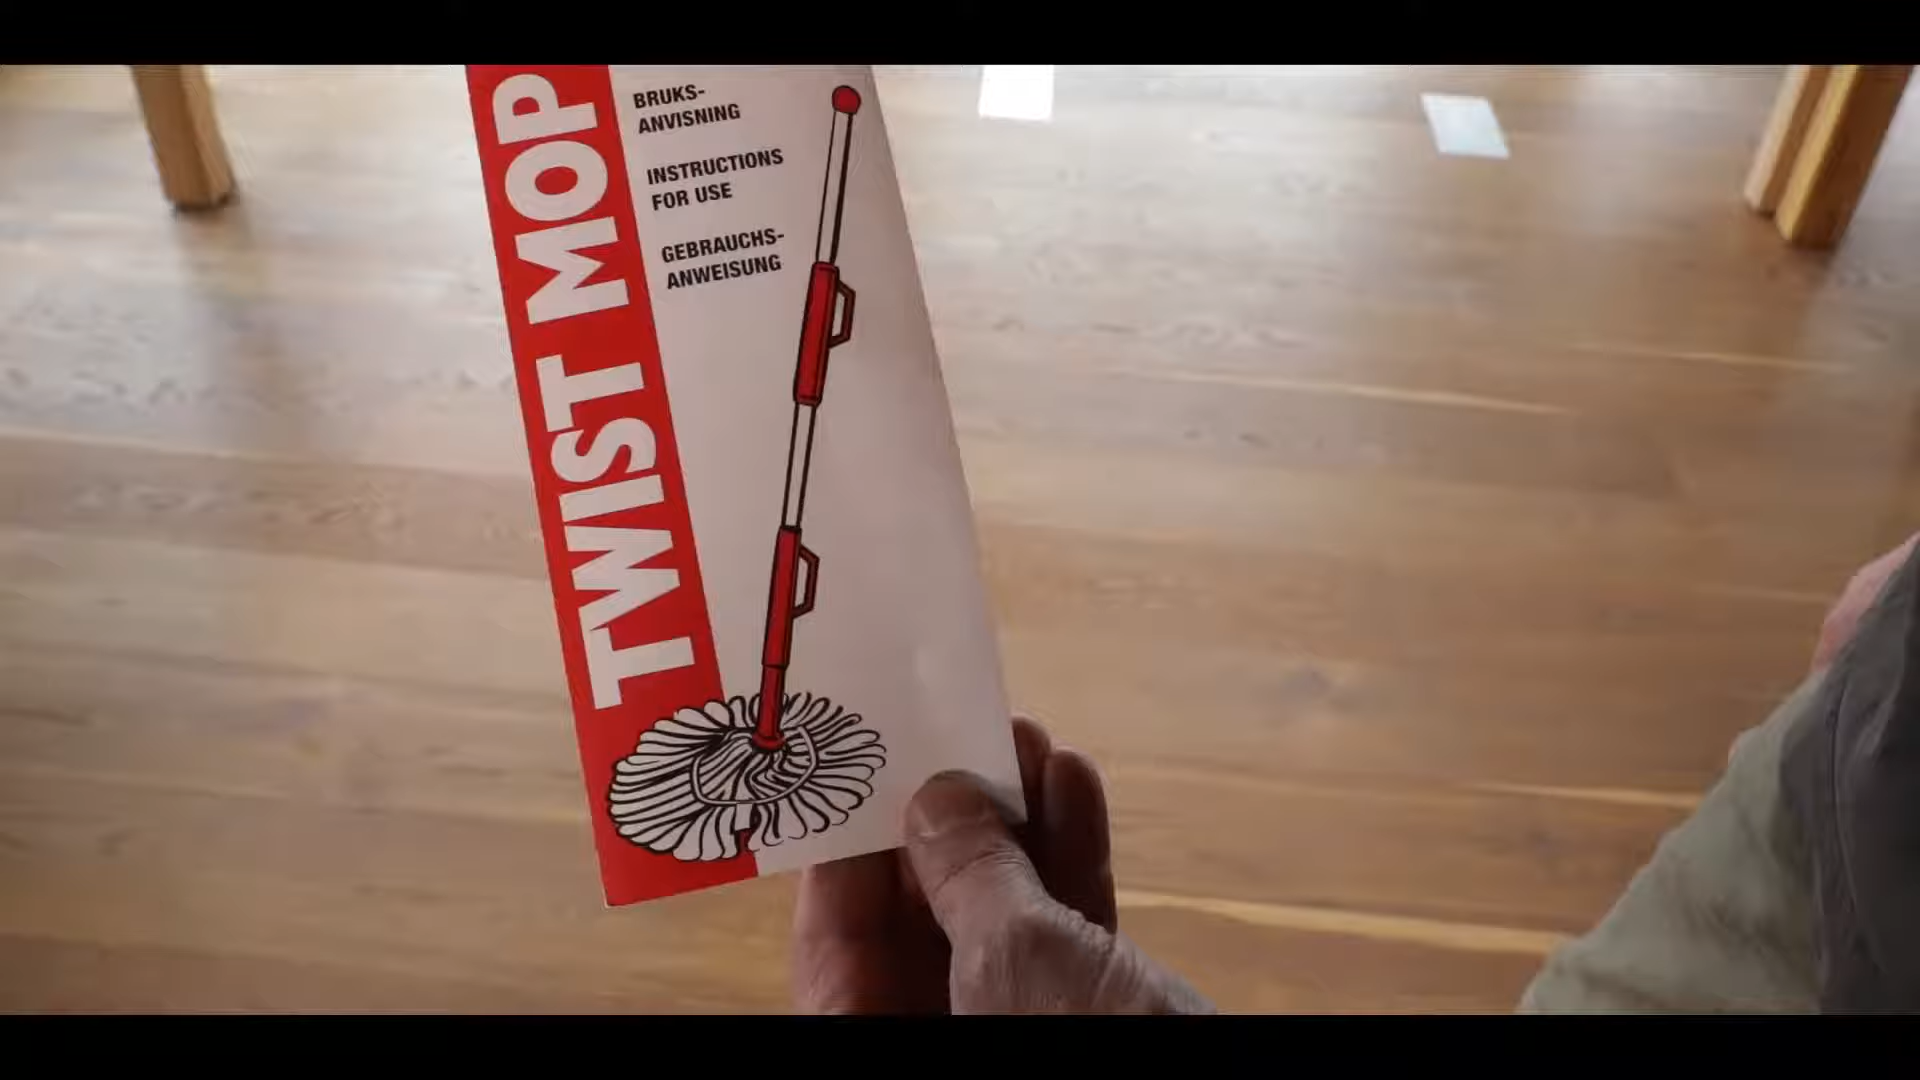 TWIST MOP
BRUKS-
ANVISNING
INSTRUCTIONS
FOR USE
GEBRAUCHS-
ANWEISUNG